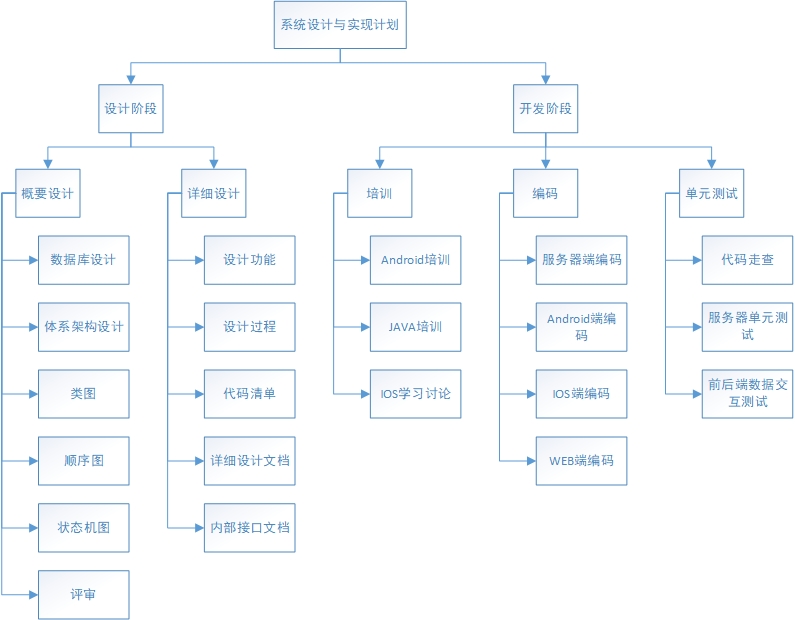 系统设计与实现计划
设计阶段
开发阶段
概要设计
详细设计
培训
编码
单元测试
数据库设计
设计功能
Android培训
服务器端编码
代码走查
体系架构设计
设计过程
JAVA培训
Android端编
码
服务器单元测
试
类图
代码清单
IOS学习讨论
IOS端编码
前后端数据交
互测试
顺序图
详细设计文档
WEB端编码
状态机图
内部接口文档
评审